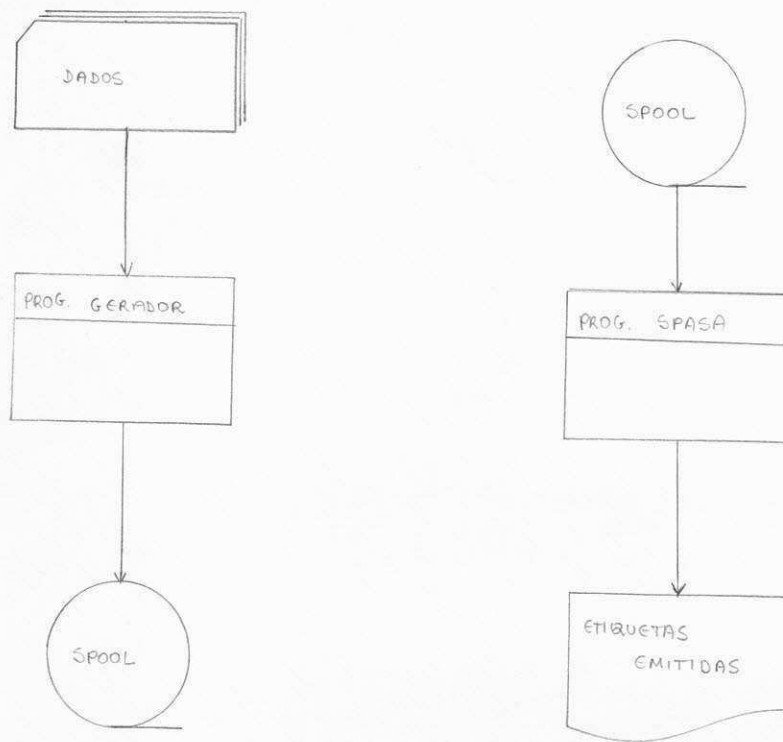 DADOS
PROG. GERADOR
SPOOL
SPOOL
PROG. SPASA
ETIQUETAS
EMITIDAS